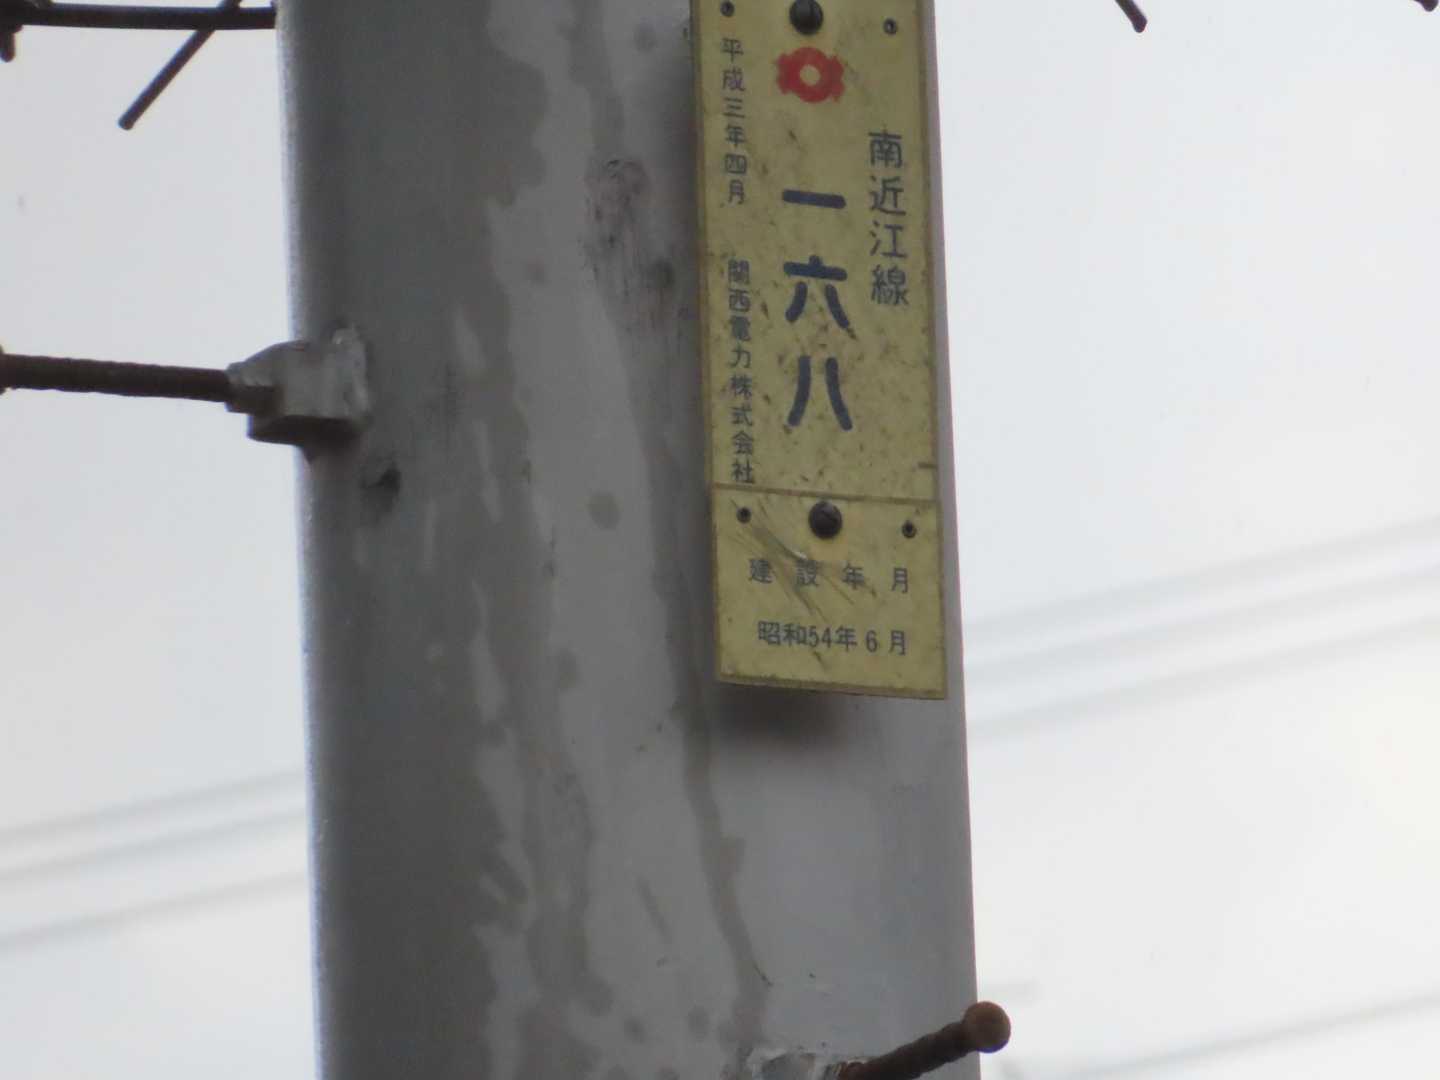 南近江線
一六八
平成三年四月 関西電力株式会社
建設年月
昭和54年6月